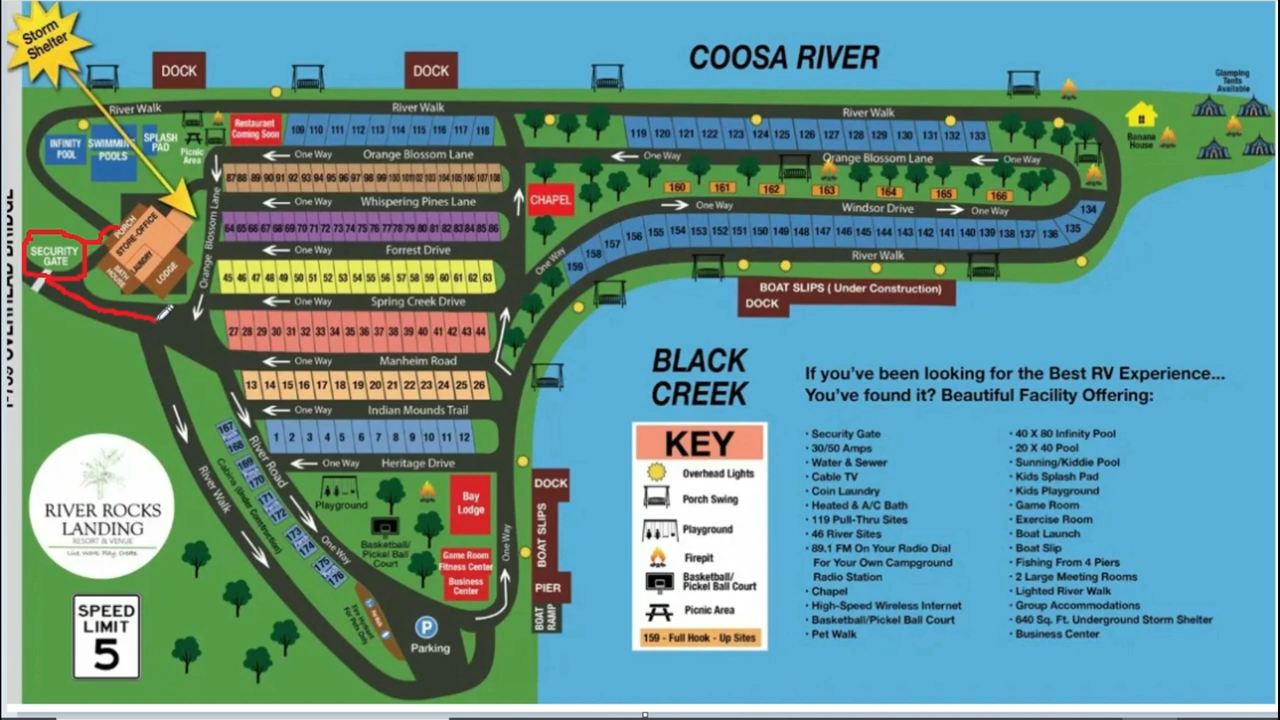 Storm
Shelter
DOCK
DOCK
COOSA RIVER
Glamping
Tents
Available
River Walk
River Walk
River Walk
INFINITY
POOL
SWIMMING
POOLS
SPLASH
PAD
Picnic
Area
Restaurant
Coming Soon
109 110 111 112 113 114 115 116 117 118
119 120 121 122 123 124 125 126 127 128 129 130 131 132 133
Banana
House
One Way Orange Blossom Lane
One Way Orange Blossom Lane One Way
87 88 89 90 91 92 93 94 95 96 97 98 99 100 101 102 103 104 105 106 107 108
160 161 162 163 164 165 166
CHAPEL
One Way Whispering Pines Lane
One Way Windsor Drive One Way
Orange Blossom Lane
64 65 66 67 68 69 70 71 72 73 74 75 76 77 78 79 80 81 82 83 84 85 86
159 158 157 156 155 154 153 152 151 150 149 148 147 146 145 144 143 142 141 140 139 138 137 136 135 134
PORCH
STORE-OFFICE
LAUNDRY
BATH
HOUSE
LODGE
SECURITY
GATE
One Way Forrest Drive
One Way
River Walk
45 46 47 48 49 50 51 52 53 54 55 56 57 58 59 60 61 62 63
BOAT SLIPS ( Under Construction)
DOCK
One Way Spring Creek Drive
27 28 29 30 31 32 33 34 35 36 37 38 39 40 41 42 43 44
One Way Manheim Road
13 14 15 16 17 18 19 20 21 22 23 24 25 26
One Way Indian Mounds Trail
1 2 3 4 5 6 7 8 9 10 11 12
One Way Heritage Drive
BLACK
CREEK
If you've been looking for the Best RV Experience...
You've found it? Beautiful Facility Offering:
· Security Gate
· 30/50 Amps
· Water & Sewer
· Cable TV
· Coin Laundry
· Heated & A/C Bath
· 119 Pull-Thru Sites
· 46 River Sites
· 89.1 FM On Your Radio Dial
For Your Own Campground
Radio Station
· Chapel
· High-Speed Wireless Internet
· Basketball/Pickel Ball Court
· Pet Walk
· 40 X 80 Infinity Pool
· 20 X 40 Pool
· Sunning/Kiddie Pool
· Kids Splash Pad
· Kids Playground
· Game Room
· Exercise Room
· Boat Launch
· Boat Slip
· Fishing From 4 Piers
· 2 Large Meeting Rooms
· Lighted River Walk
· Group Accommodations
· 640 Sq. Ft. Underground Storm Shelter
· Business Center
KEY
Overhead Lights
Porch Swing
Playground
Firepit
Basketball/
Pickel Ball Court
Picnic Area
159 - Full Hook - Up Sites
167
168
169
170
River Road
Cabins (Under Construction)
One Way
River Walk
Playground
Basketball/
Pickel Ball
Court
Bay
Lodge
Game Room
Fitness Center
Business
Center
One Way
DOCK
BOAT SLIPS
PIER
BOAT
RAMP
P
Parking
RIVER ROCKS
LANDING
RESORT & VENUE
Live. Work. Play. Create.
SPEED
LIMIT
5